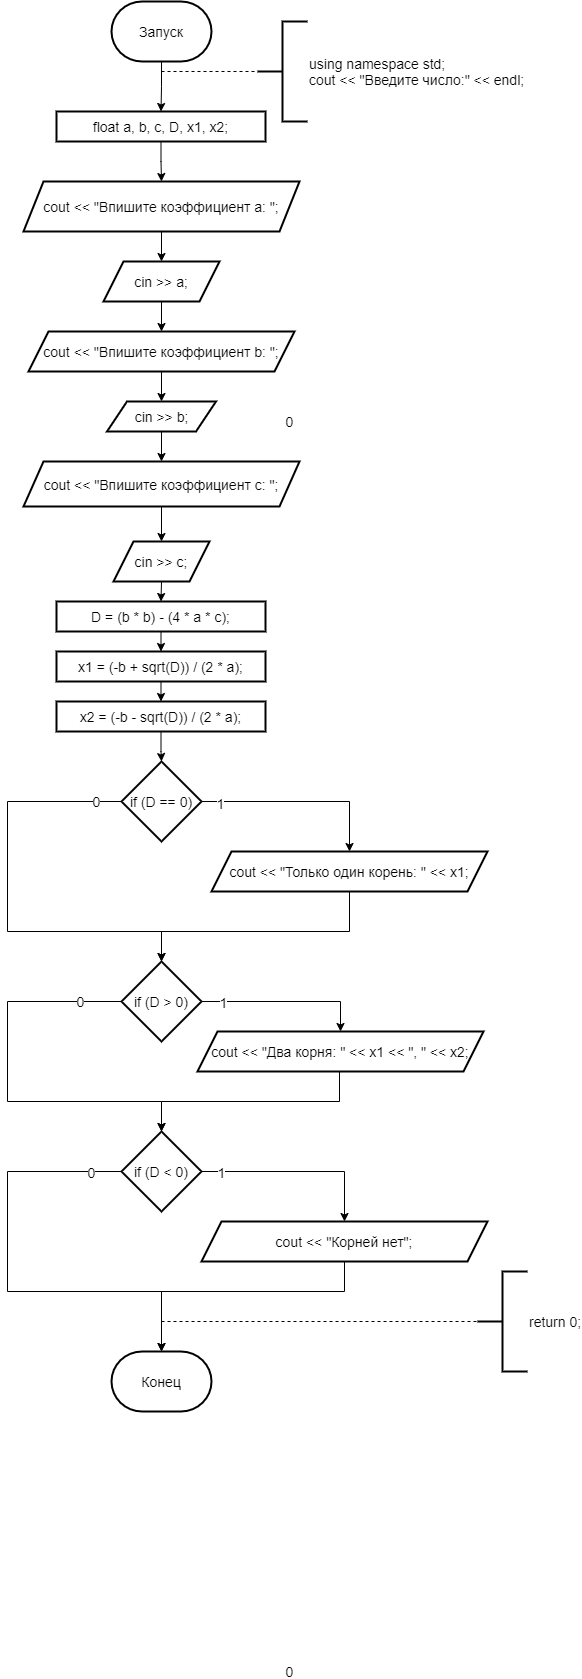 Запуск
using namespace std;
cout << "Введите число:" << endl;
float a, b, c, D, x1, x2;
cout << "Впишите коэффициент a: ";
cin >> a;
cout << "Впишите коэффициент b: ";
cin >> b;
0
cout << "Впишите коэффициент c: ";
cin >> c;
D = (b * b) - (4 * a * c);
x1 = (-b + sqrt(D)) / (2 * a);
x2 = (-b - sqrt(D)) / (2 * a);
0
if (D == 0)
1
cout << "Только один корень: " << x1;
0
if (D > 0)
1
cout << "Два корня: " << x1 << ", " << x2;
0
if (D < 0)
1
cout << "Корней нет";
return 0;
Конец
0